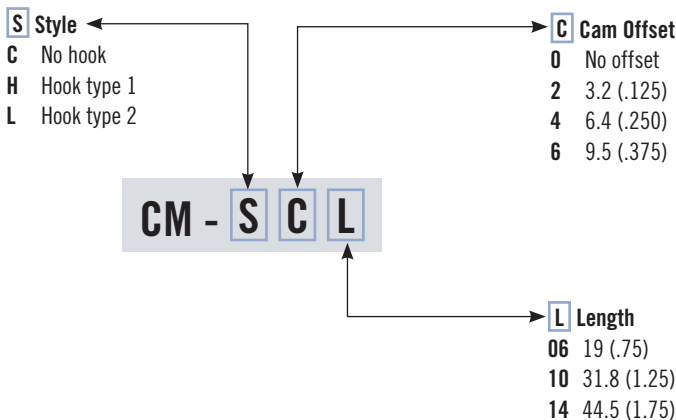 S Style
C No hook
H Hook type 1
L Hook type 2
C Cam Offset
0 No offset
2 3.2 (.125)
4 6.4 (.250)
6 9.5 (.375)
CM - S C L
L Length
06 19 (.75)
10 31.8 (1.25)
14 44.5 (1.75)